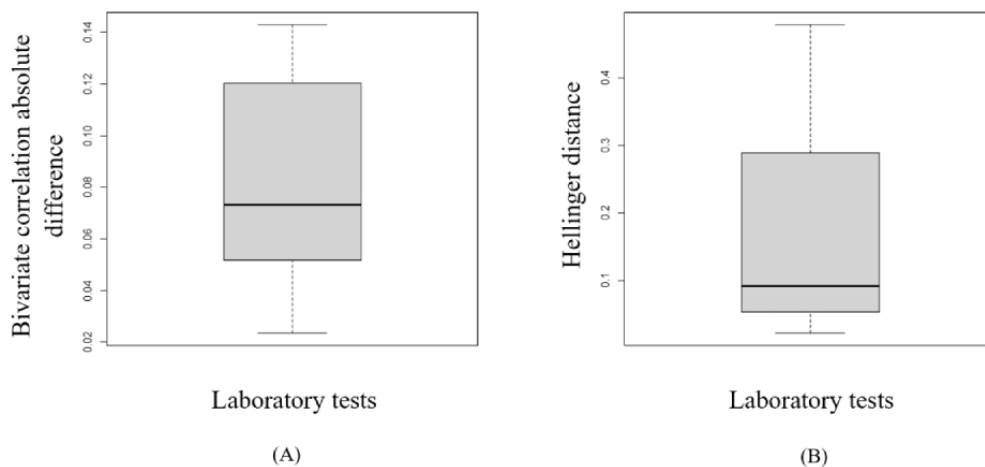 Bivariate correlation absolute
difference
0.14
0.12
0.10
0.08
0.06
0.04
0.02
Laboratory tests
(A)
Hellinger distance
0.4
0.3
0.2
0.1
Laboratory tests
(B)